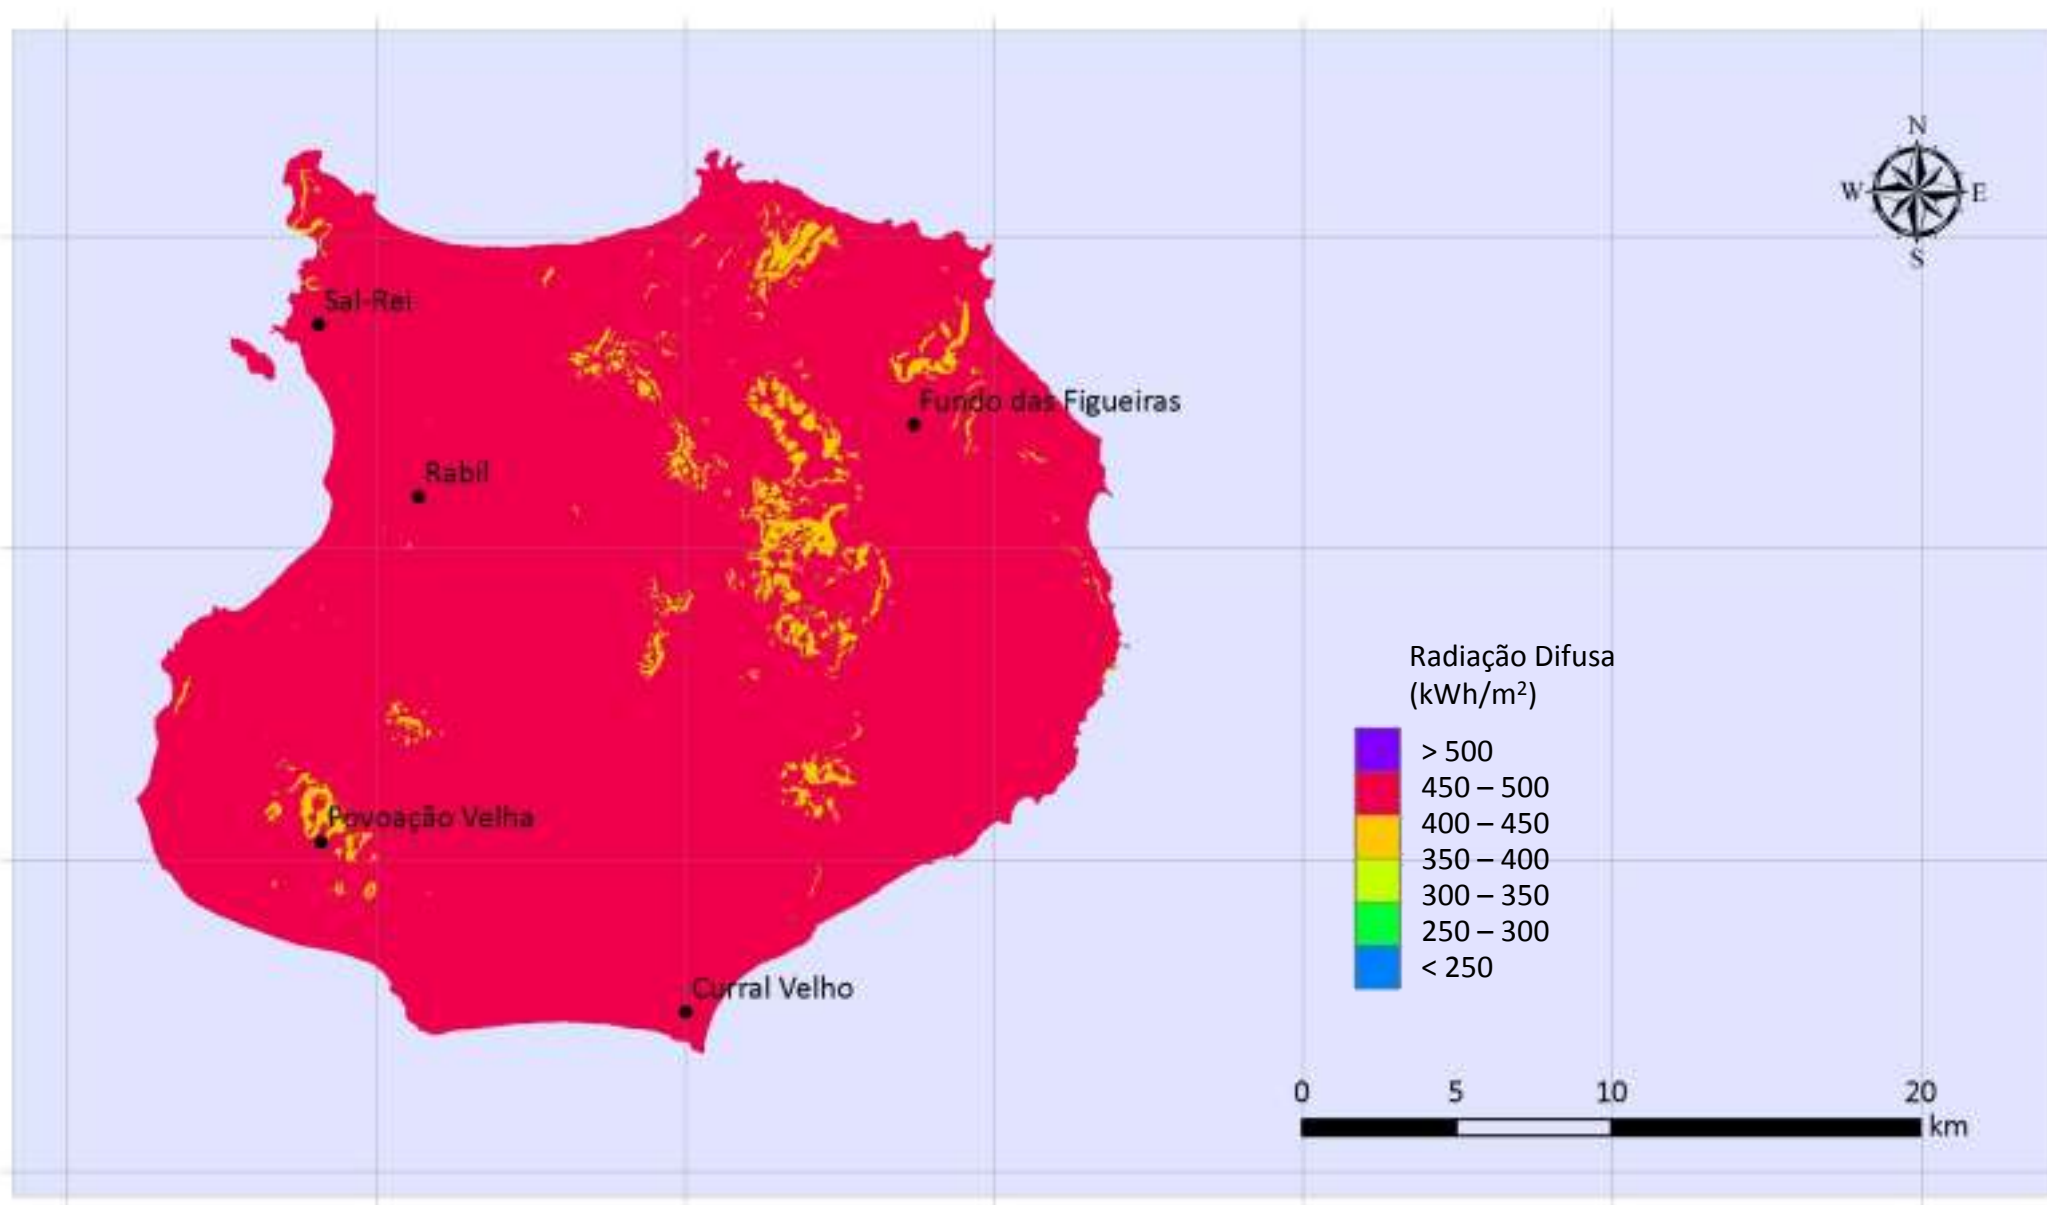 N
W
E
S
Sal-Rei
Fundo das Figueiras
Rabil
Povoação Velha
Curral Velho
Radiação Difusa
(kWh/m²)
> 500
450 – 500
400 – 450
350 – 400
300 – 350
250 – 300
< 250
0 5 10 20
km